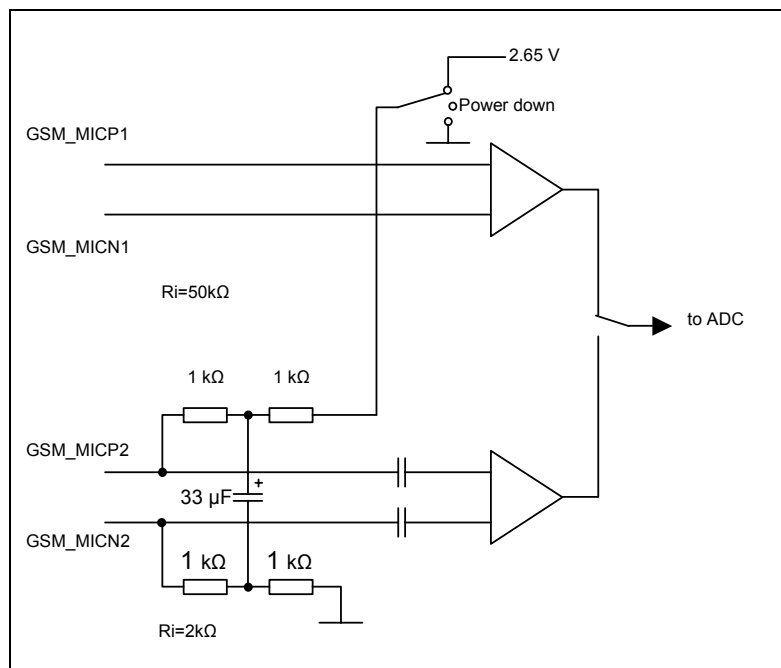 2.65 V
Power down
GSM_MICP1
GSM_MICN1
Ri=50kΩ
to ADC
1 kΩ 1 kΩ
GSM_MICP2
33 µF
+
GSM_MICN2
1 kΩ 1 kΩ
Ri=2kΩ